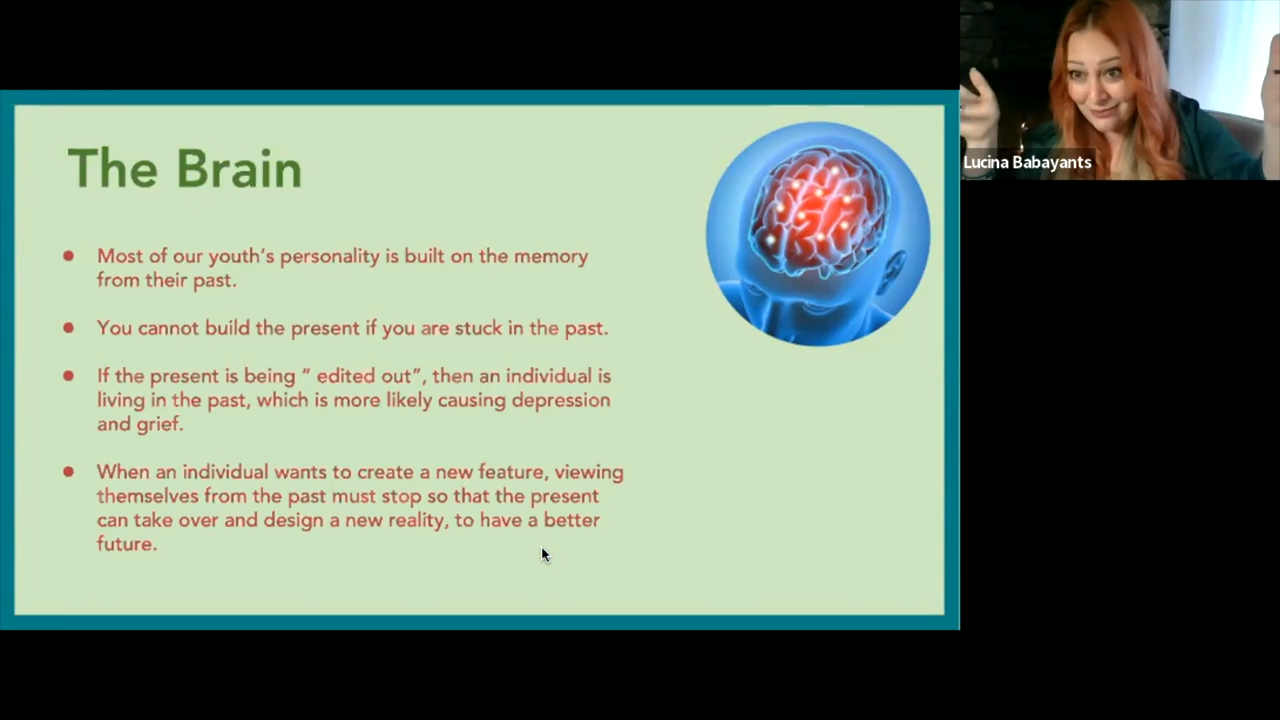 The Brain
Most of our youth's personality is built on the memory
from their past.
You cannot build the present if you are stuck in the past.
If the present is being “ edited out”, then an individual is
living in the past, which is more likely causing depression
and grief.
When an individual wants to create a new feature, viewing
themselves from the past must stop so that the present
can take over and design a new reality, to have a better
future.
Lucina Babayants